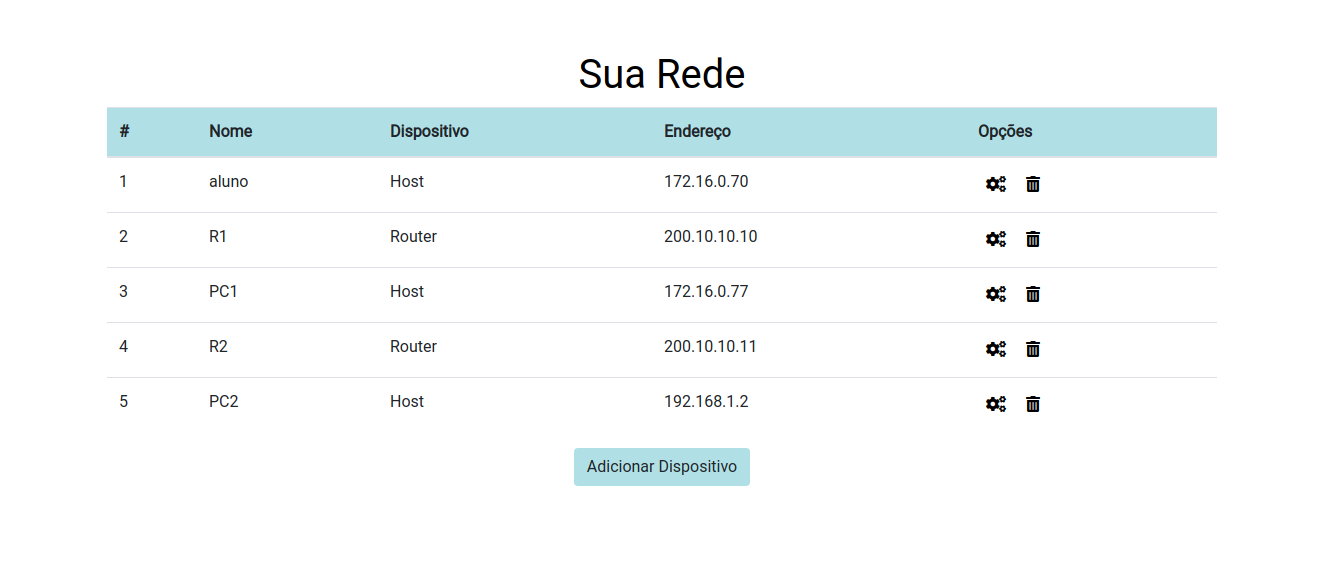 Sua Rede
# Nome Dispositivo Endereço Opções
1 aluno Host 172.16.0.70
2 R1 Router 200.10.10.10
3 PC1 Host 172.16.0.77
4 R2 Router 200.10.10.11
5 PC2 Host 192.168.1.2
Adicionar Dispositivo